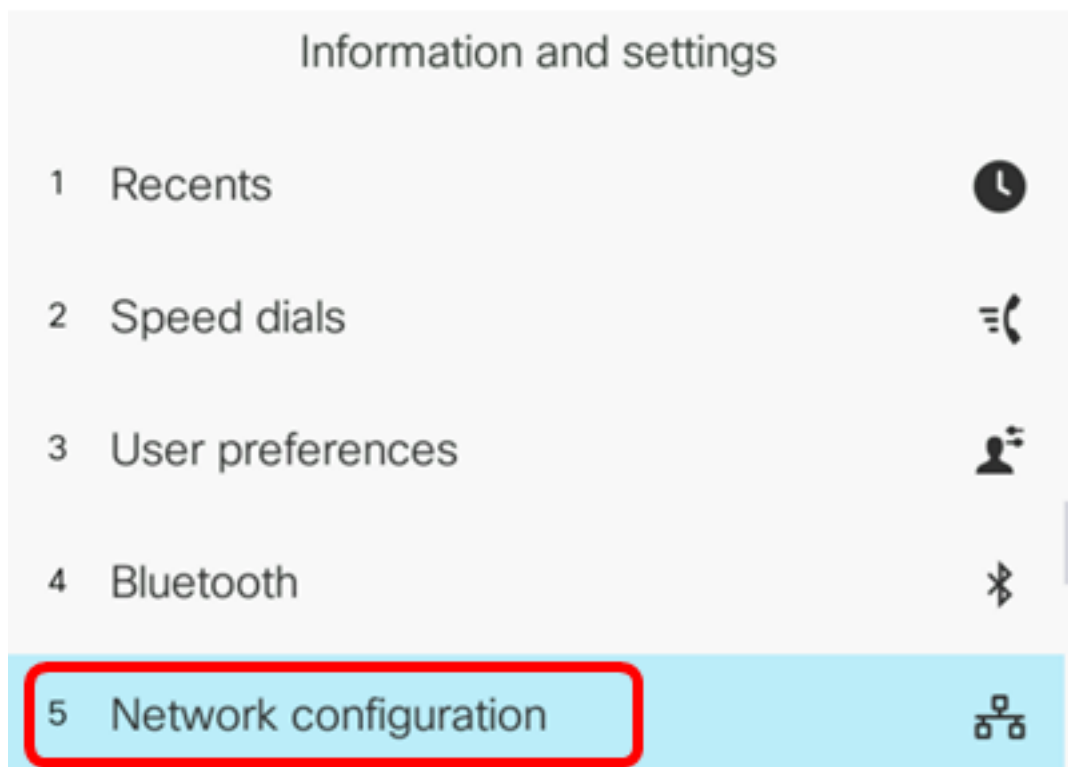 Information and settings
1 Recents
2 Speed dials
3 User preferences
4 Bluetooth
5 Network configuration